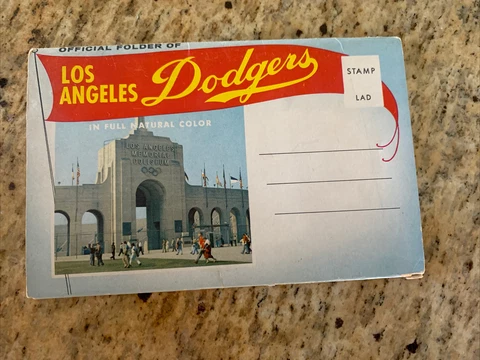 OFFICIAL FOLDER OF
LOS
ANGELES
Dodgers
STAMP
LAD
IN FULL NATURAL COLOR
LOS ANGELES
MEMORIAL
COLISEUM